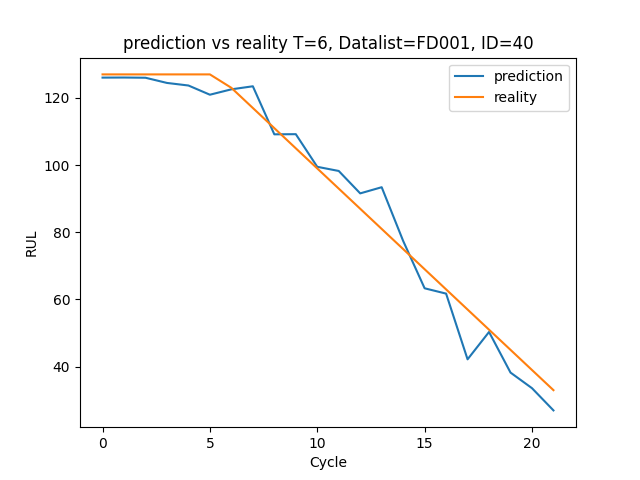 prediction vs reality T=6, Datalist=FD001, ID=40
prediction
reality
120
100
80
60
40
RUL
0 5 10 15 20
Cycle